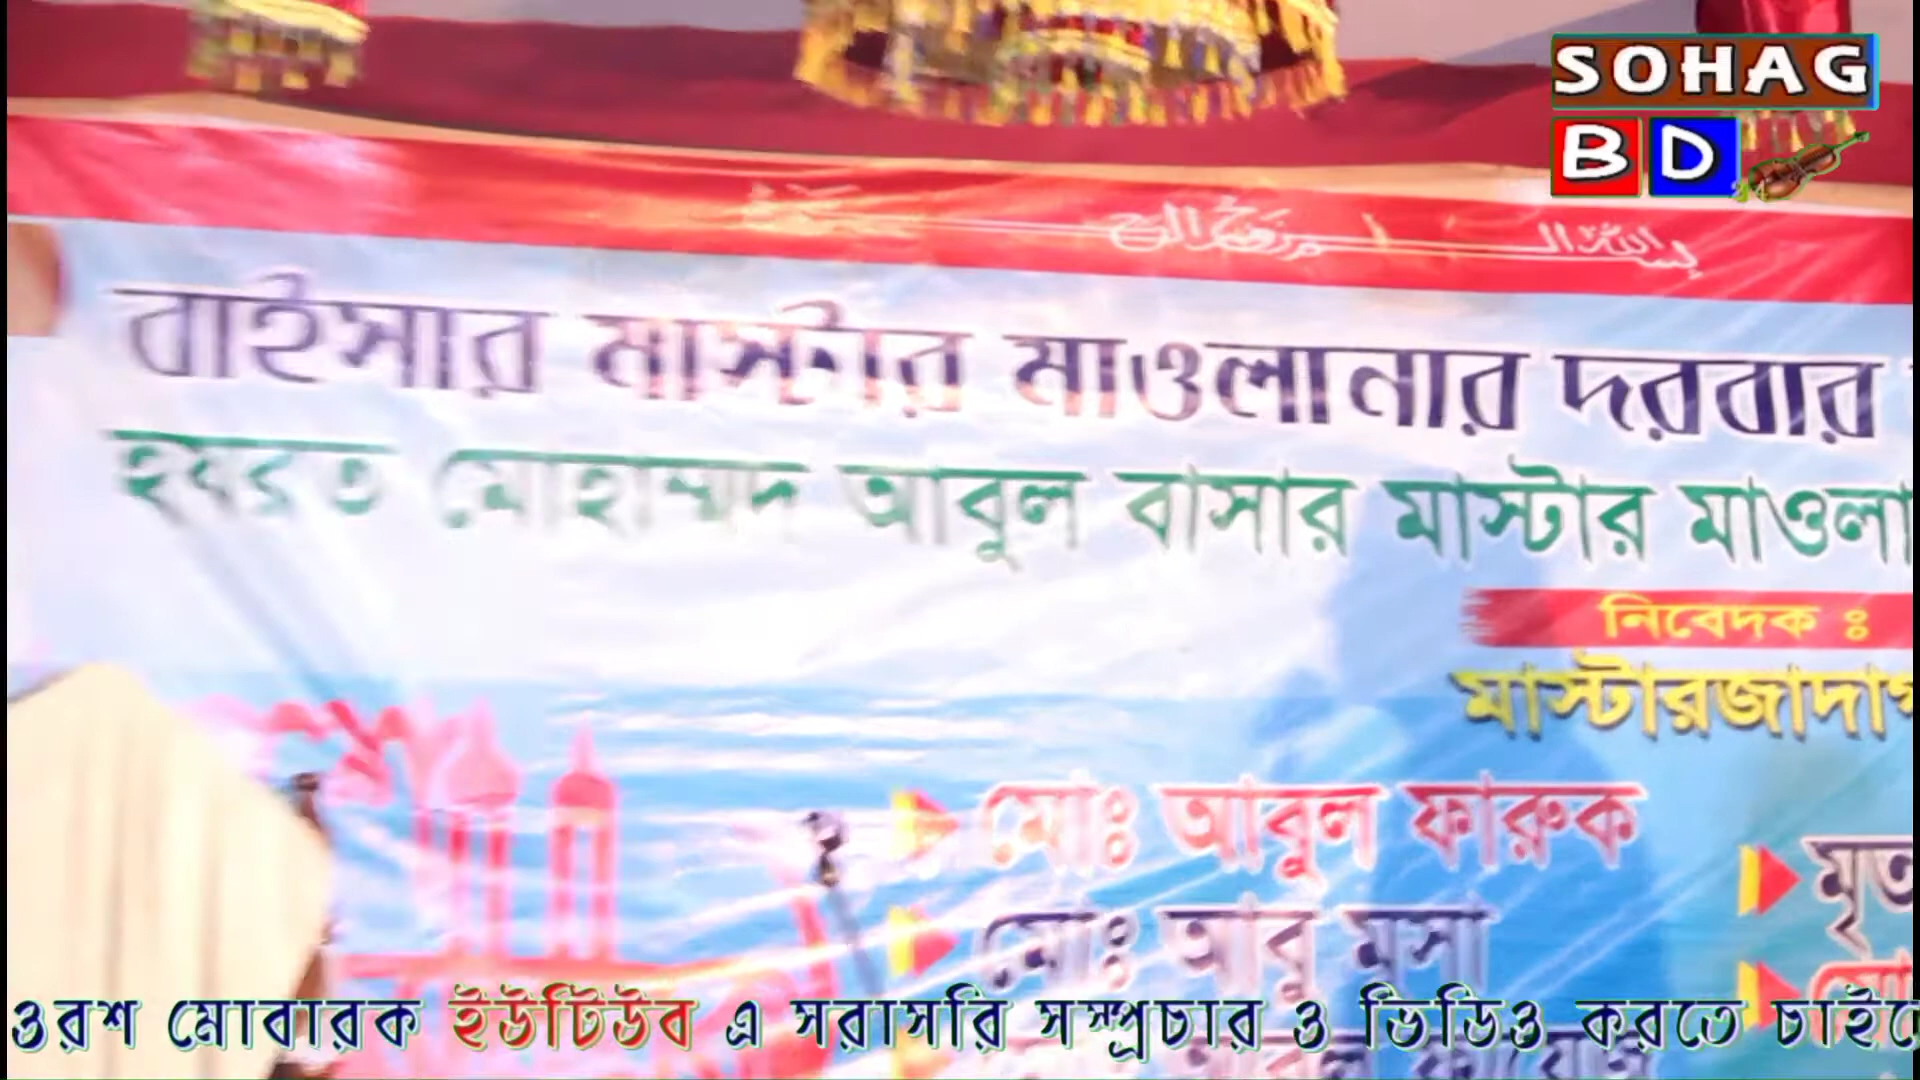 SOHAG
BD
বাইসার মাস্টার মাওলানার দরবার
হযরত মোহাম্মদ আবুল বাসার মাস্টার মাওলা
নিবেদক ঃ
মাস্টারজাদাগ
মোঃ আবুল ফারুক
মৃত
মোঃ আবু মুসা
ওরশ মোবারক ইউটিউব এ সরাসরি সম্প্রচার ও ভিডিও করতে চাইলে